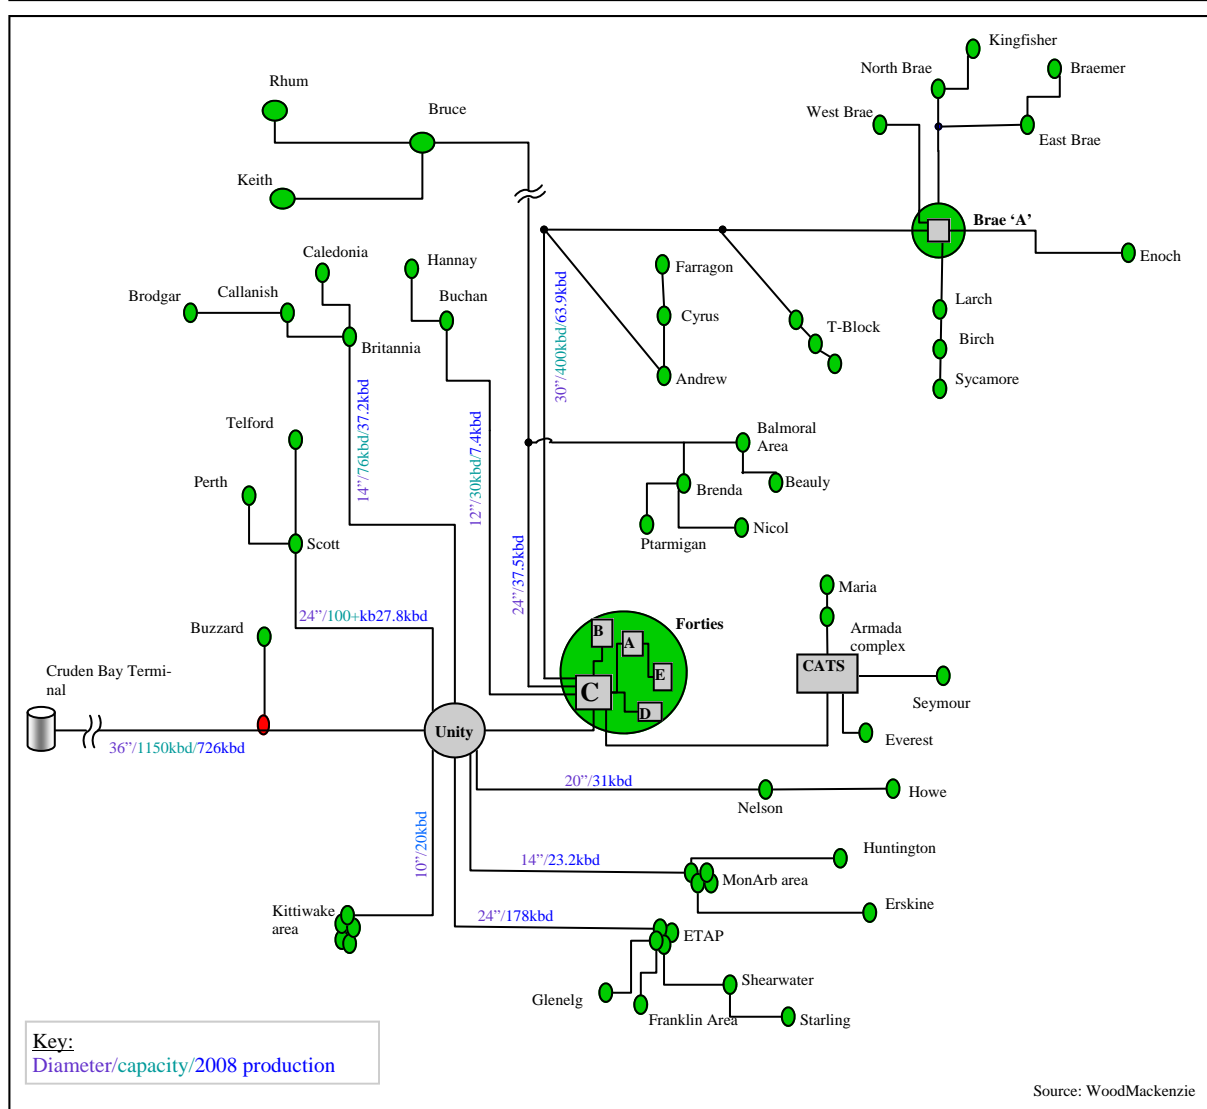 Kingfisher
North Brae
Braemer
Rhum
Bruce
West Brae
East Brae
Keith
Brae ‘A’
Enoch
Caledonia
Hannay
Farragon
Brodgar
Callanish
Buchan
Larch
Cyrus
T-Block
Britannia
Birch
Andrew
Sycamore
30”/400kbd/63.9kbd
14”/76kbd/37.2kbd
12”/30kbd/7.4kbd
24”/37.5kbd
Telford
Balmoral
Area
Perth
Brenda
Beauly
Nicol
Ptarmigan
Scott
Maria
24”/100+kb27.8kbd
Buzzard
Forties
B
A
E
C
D
Armada
complex
CATS
Seymour
Cruden Bay Termi-
nal
Unity
Everest
36”/1150kbd/726kbd
20”/31kbd
Nelson
Howe
10”/20kbd
14”/23.2kbd
Huntington
MonArb area
Erskine
Kittiwake
area
24”/178kbd
ETAP
Shearwater
Glenelg
Franklin Area
Starling
Key:
Diameter/capacity/2008 production
Source: WoodMackenzie